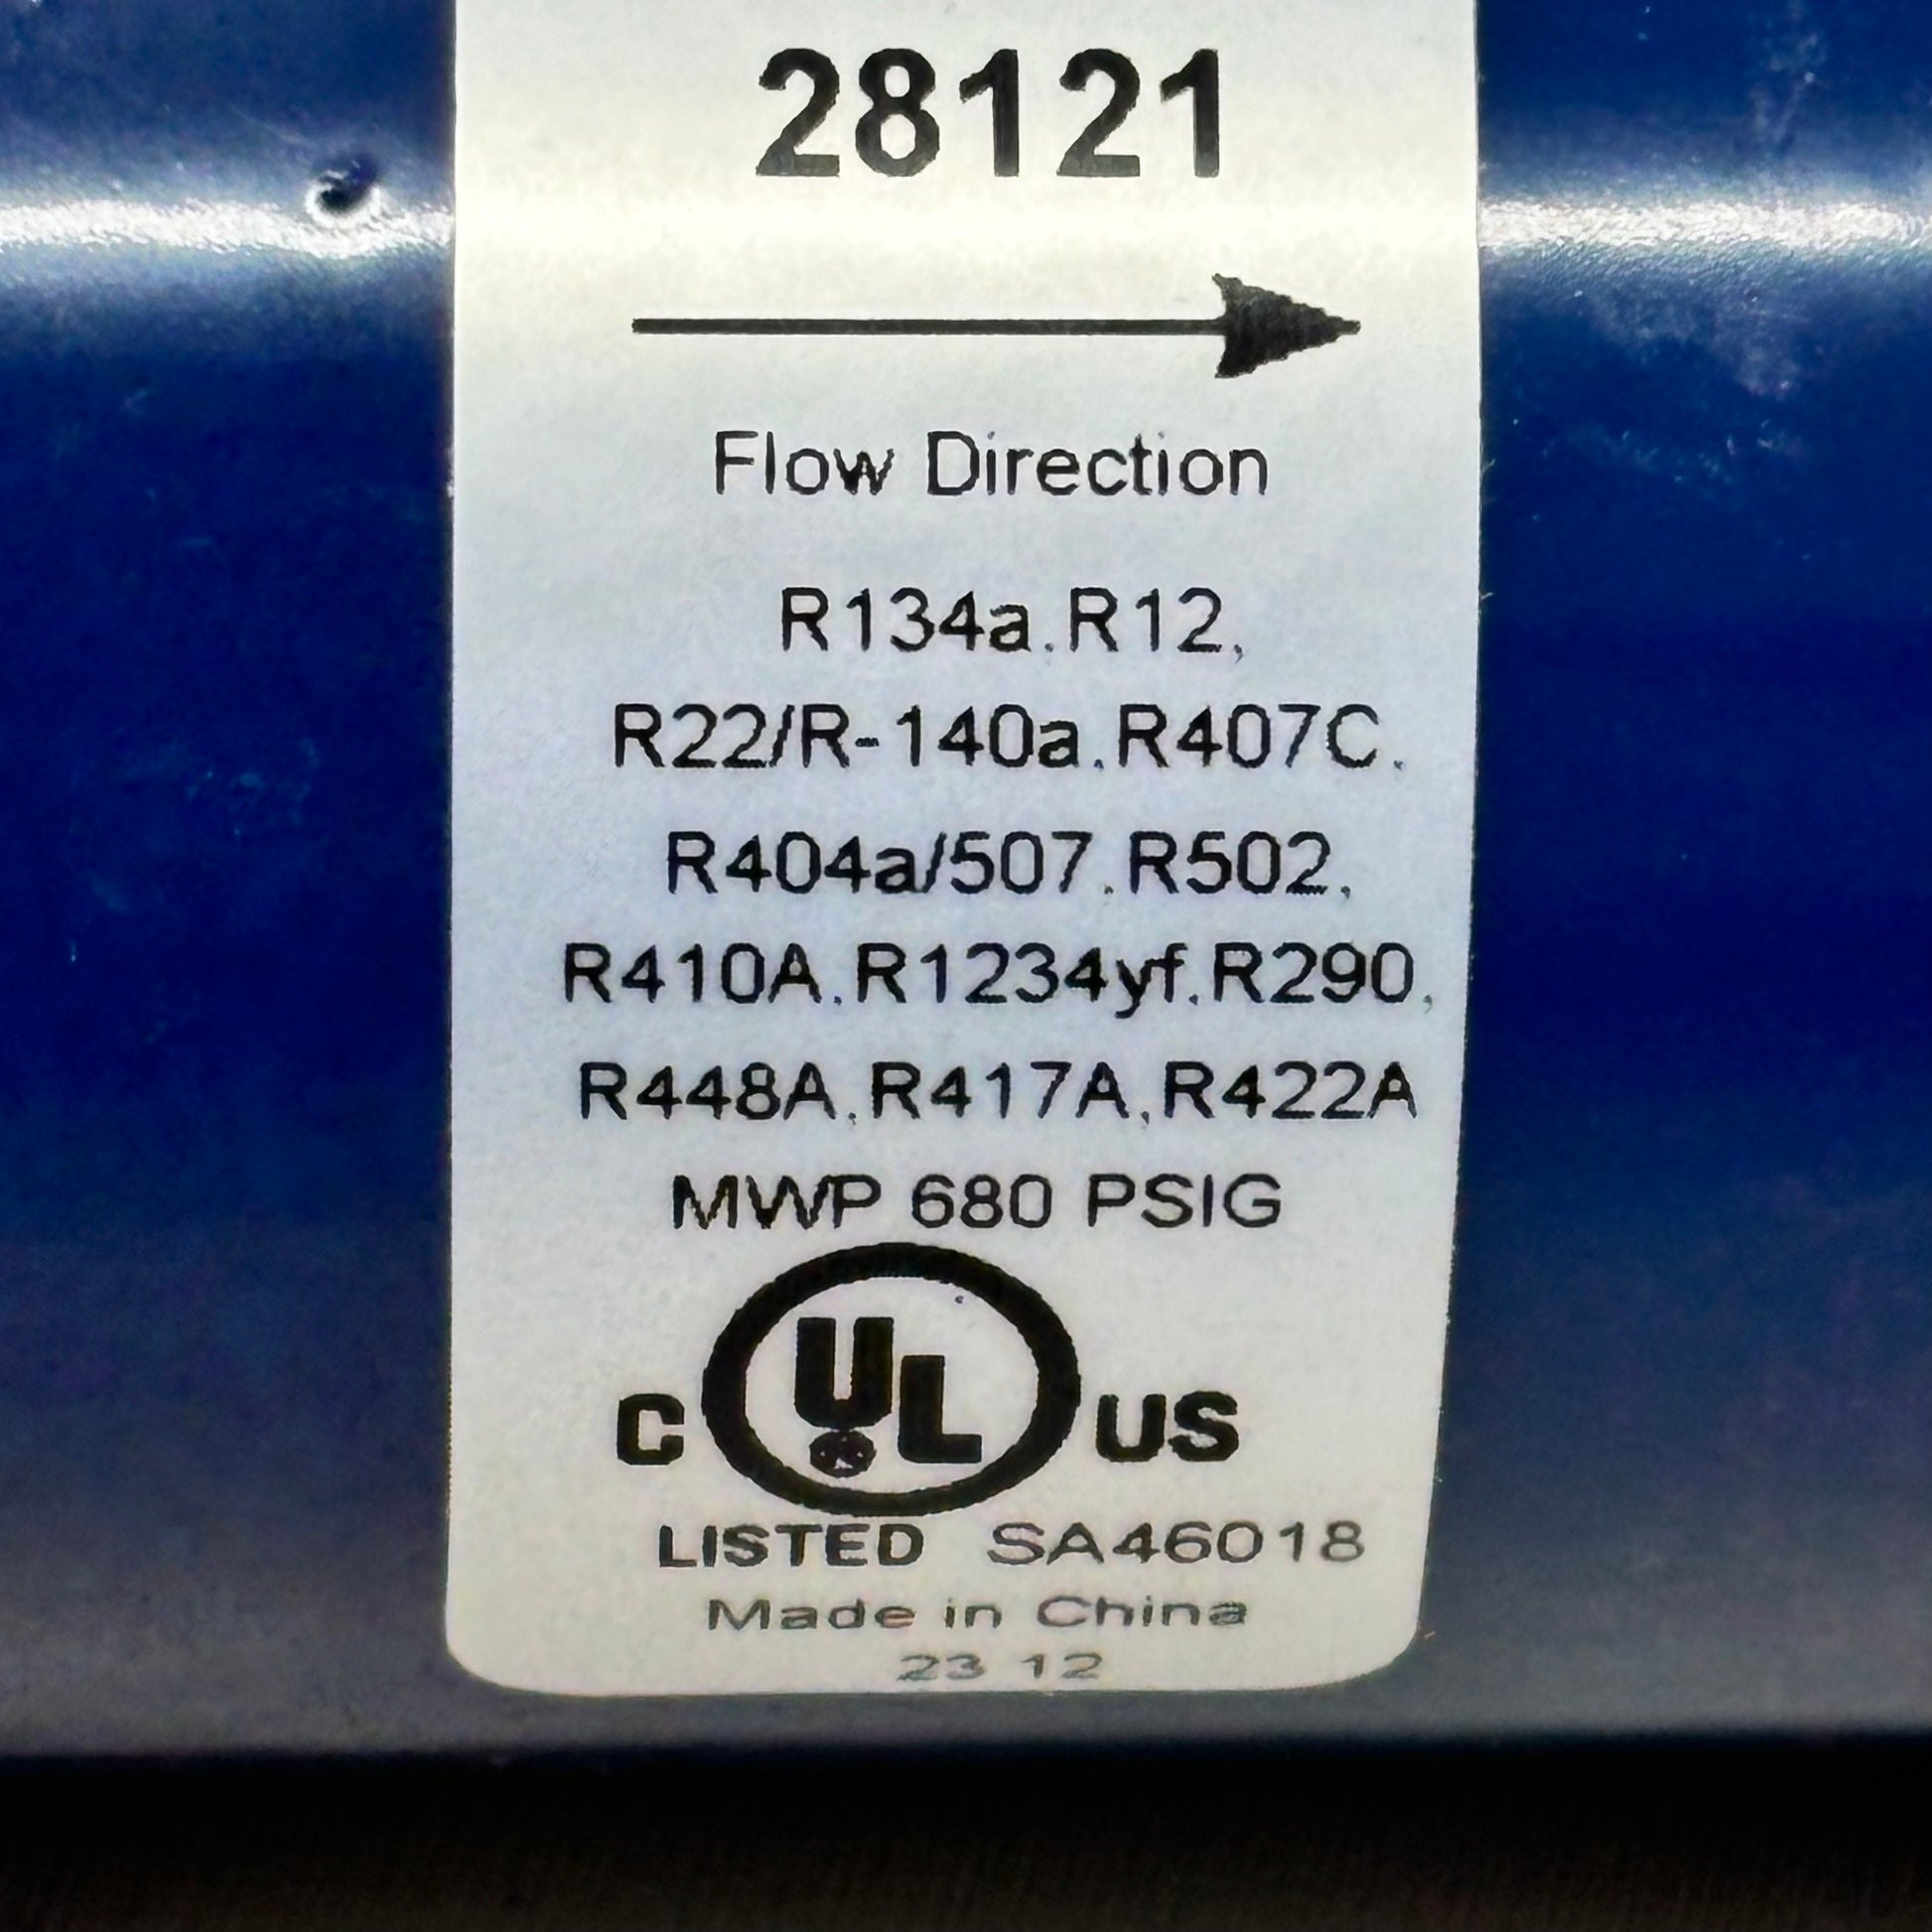 28121
Flow Direction
R134a,R12,
R22/R-140a,R407C,
R404a/507,R502,
R410A,R1234yf,R290,
R448A,R417A,R422A
MWP 680 PSIG
C UL US
LISTED SA46018
Made in China
23 12